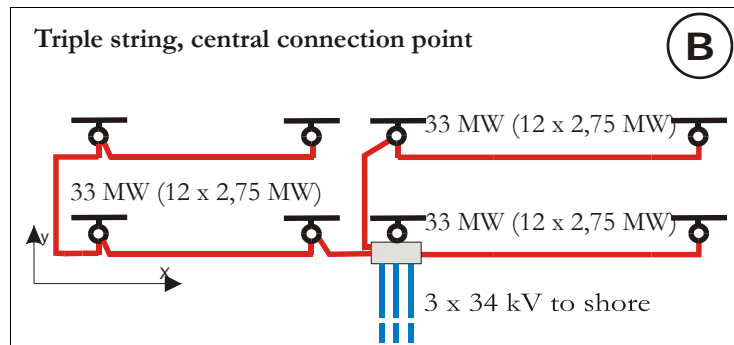 Triple string, central connection point
B
33 MW (12 x 2,75 MW)
33 MW (12 x 2,75 MW)
33 MW (12 x 2,75 MW)
y
x
3 x 34 kV to shore